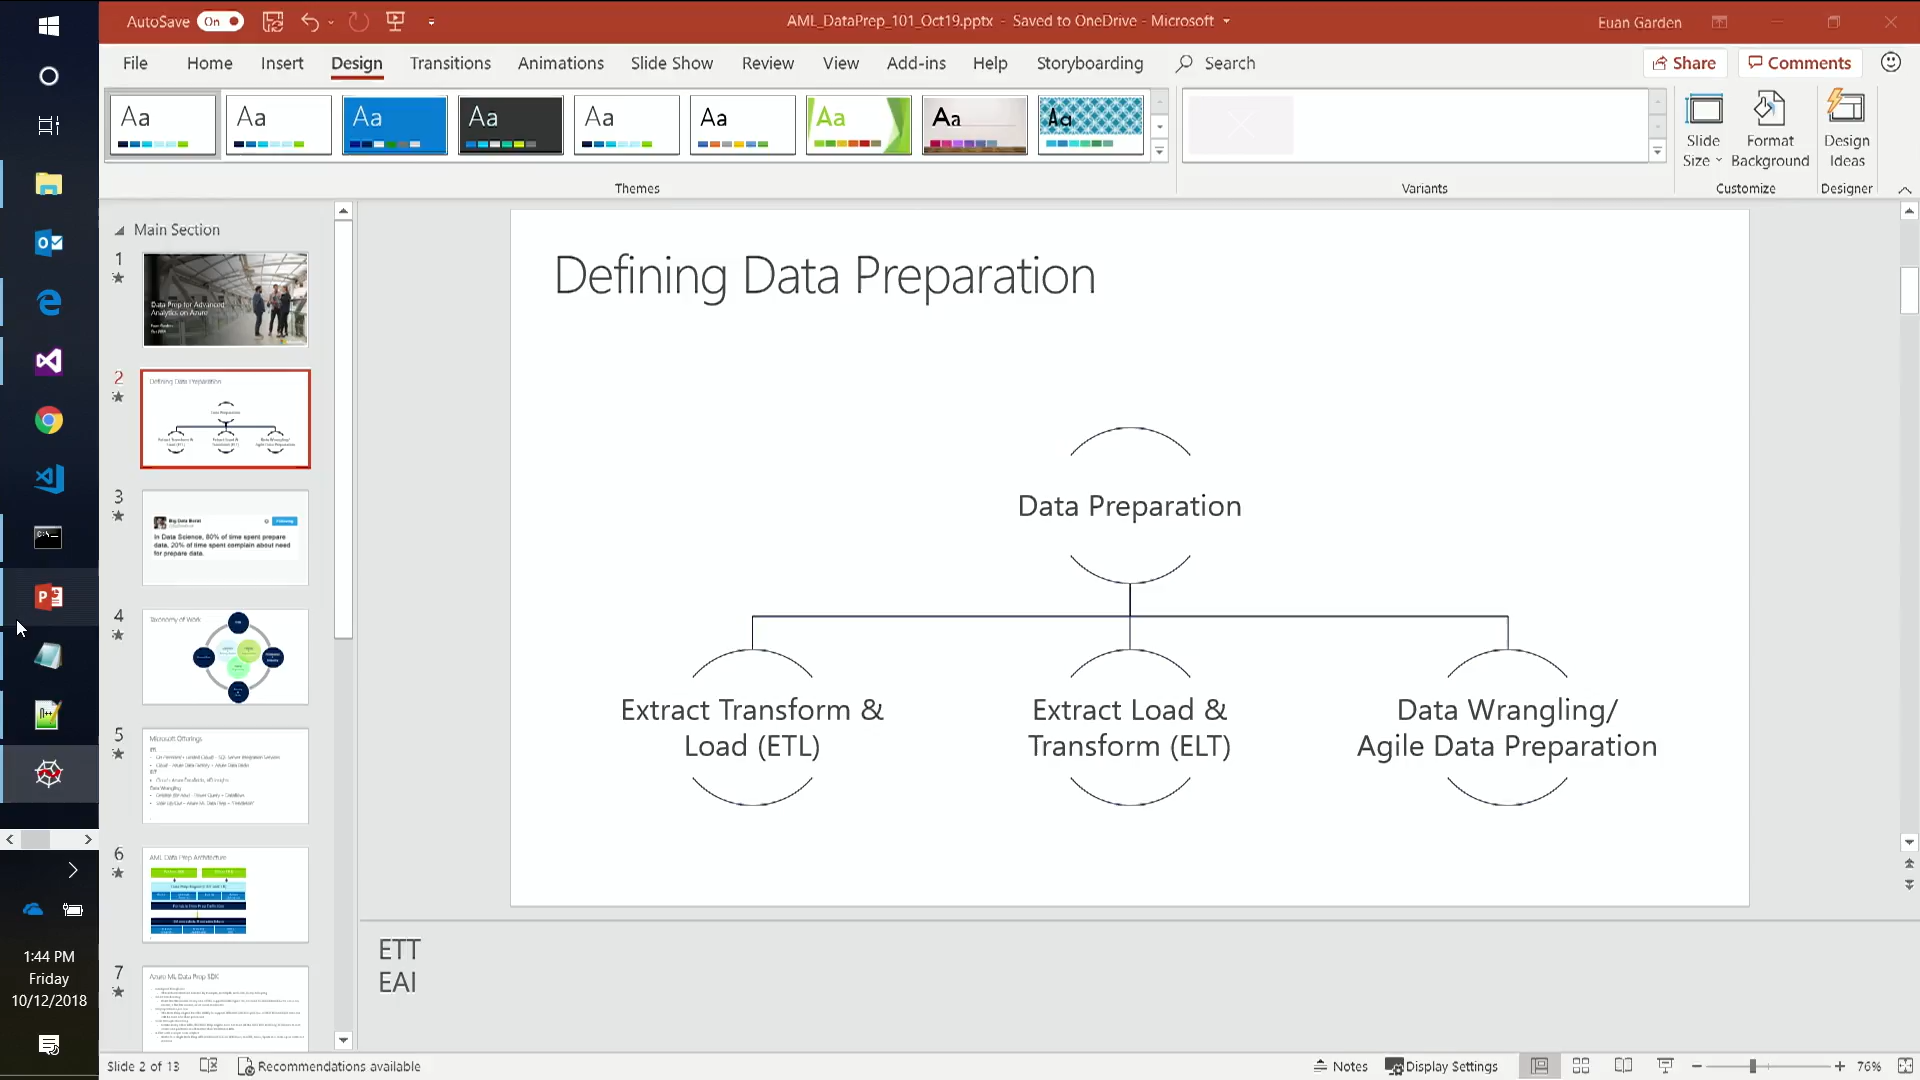 AutoSave On
AML_DataPrep_101_Oct19.pptx - Saved to OneDrive - Microsoft
Euan Garden
File Home Insert Design Transitions Animations Slide Show Review View Add-ins Help Storyboarding Search
Share Comments
Aa Aa Aa Aa Aa Aa Aa Aa Aa
Slide Size
Format Background
Design Ideas
Themes
Variants
Customize
Designer
Main Section
1
Data Prep for Advanced
Analytics on Azure
2
Defining Data Preparation
3
Big Data Borat
In Data Science, 80% of time spent prepare
data, 20% of time spent complain about need
for prepare data.
4
Taxonomy of Work
5
Microsoft Offerings
6
AML Data Prep Architecture
7
Azure ML Data Prep SDK
Defining Data Preparation
Data Preparation
Extract Transform &
Load (ETL)
Extract Load &
Transform (ELT)
Data Wrangling/
Agile Data Preparation
ETT
EAI
1:44 PM
Friday
10/12/2018
Slide 2 of 13
Recommendations available
Notes
Display Settings
76%